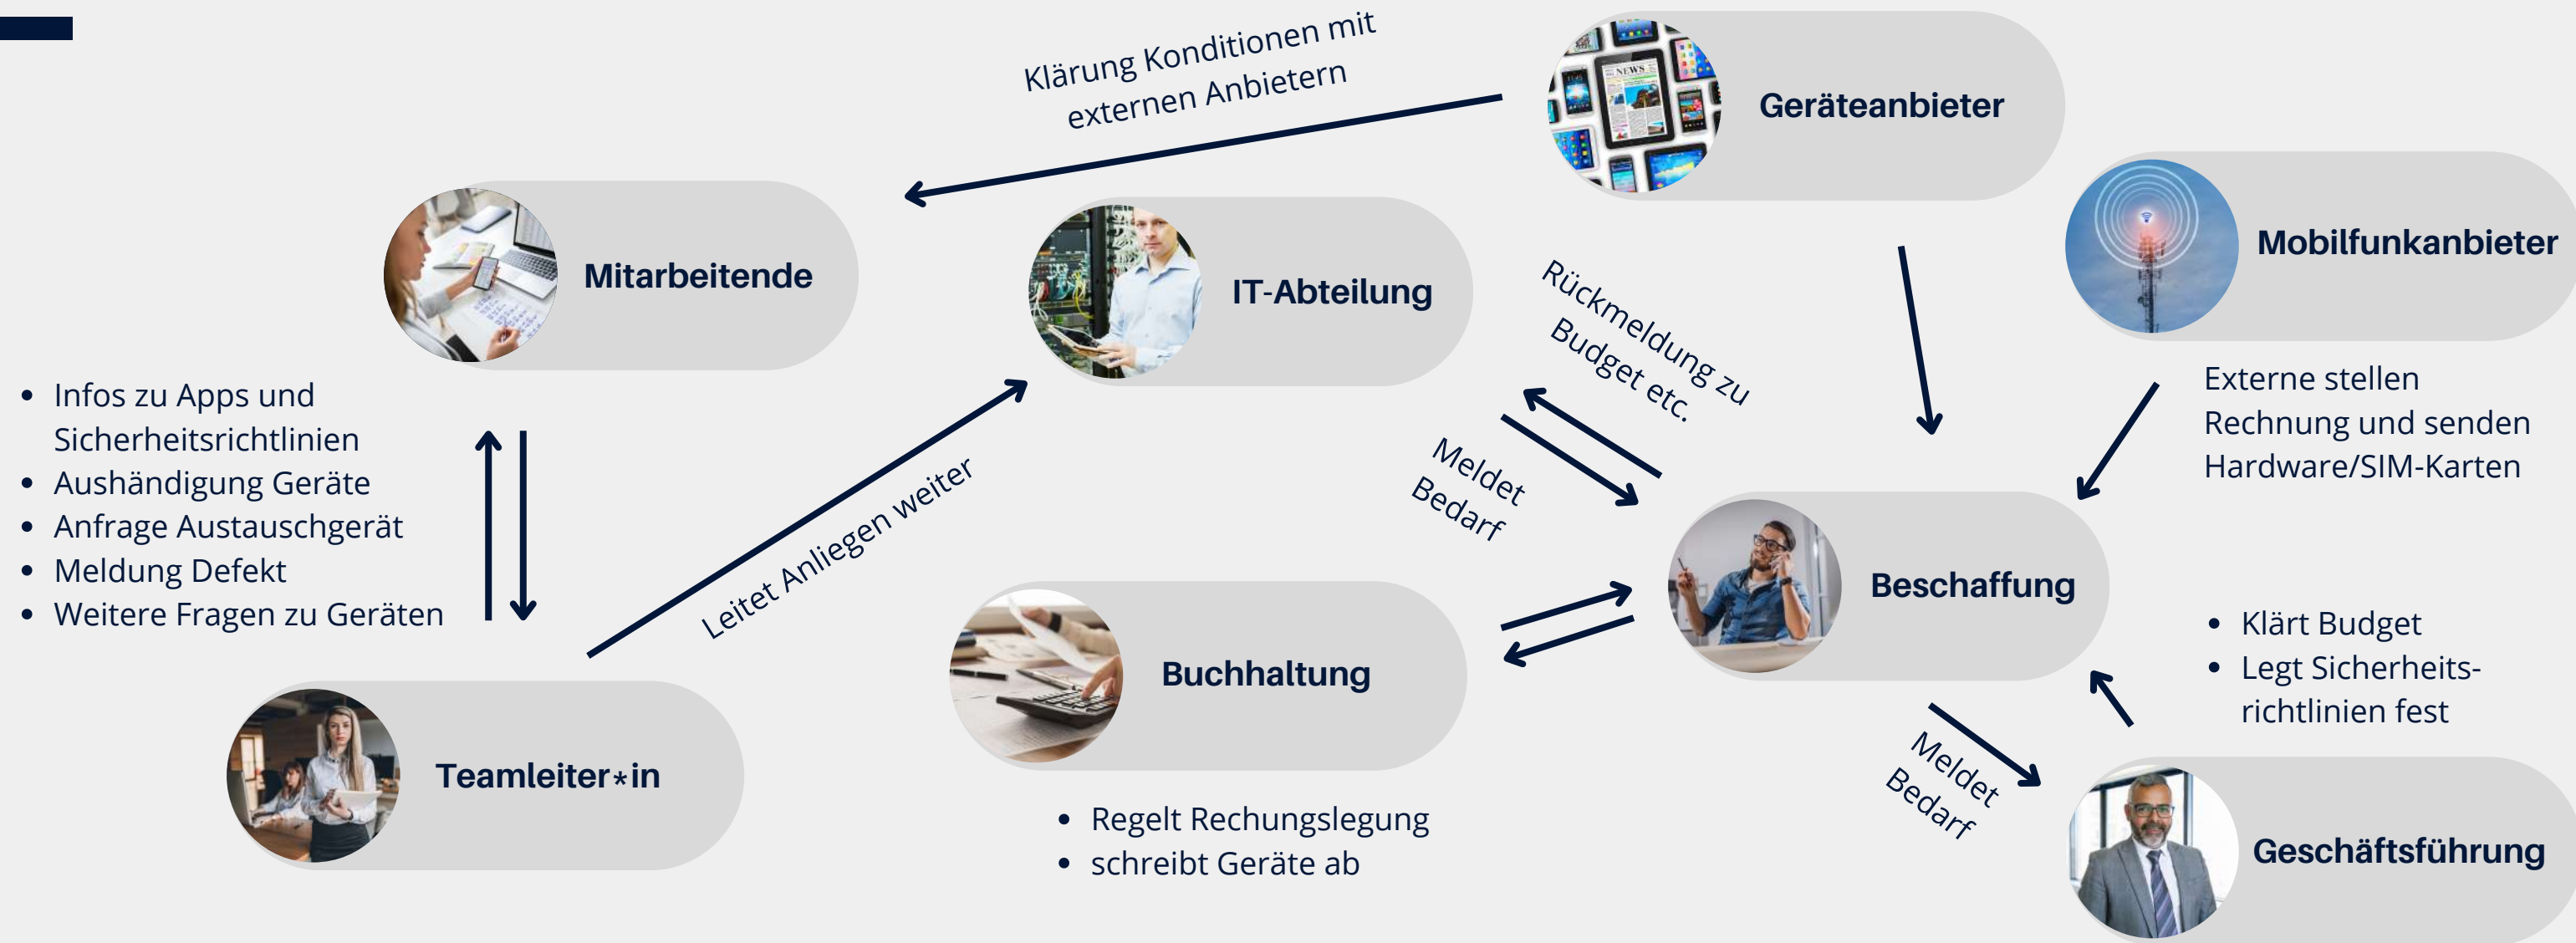 Klärung Konditionen mit
externen Anbietern
Geräteanbieter
Mobilfunkanbieter
Mitarbeitende
IT-Abteilung
Rückmeldung zu
Budget etc.
Externe stellen
Rechnung und senden
Hardware/SIM-Karten
• Infos zu Apps und
Sicherheitsrichtlinien
• Aushändigung Geräte
• Anfrage Austauschgerät
• Meldung Defekt
• Weitere Fragen zu Geräten
Leitet Anliegen weiter
Meldet
Bedarf
Beschaffung
• Klärt Budget
• Legt Sicherheits-
richtlinien fest
Buchhaltung
Teamleiter*in
Meldet
Bedarf
• Regelt Rechungslegung
• schreibt Geräte ab
Geschäftsführung
NEWS